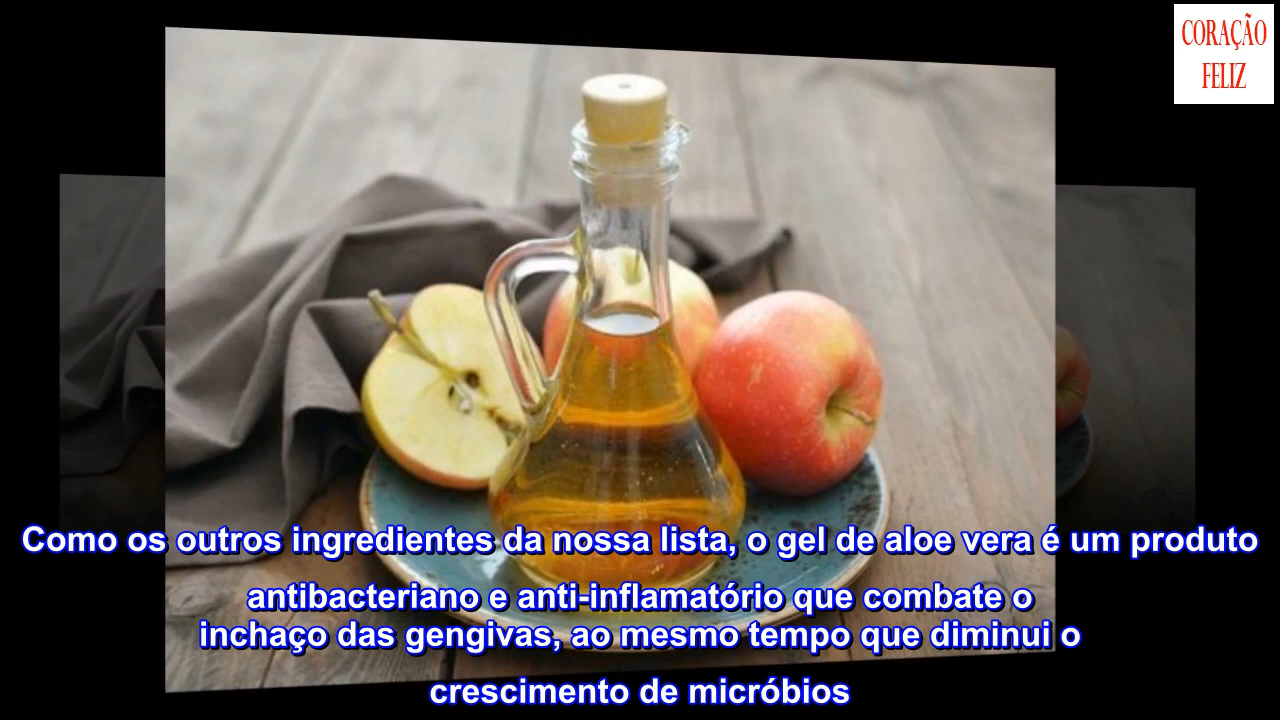 CORAÇÃO
FELIZ
Como os outros ingredientes da nossa lista, o gel de aloe vera é um produto
antibacteriano e anti-inflamatório que combate o
inchaço das gengivas, ao mesmo tempo que diminui o
crescimento de micróbios